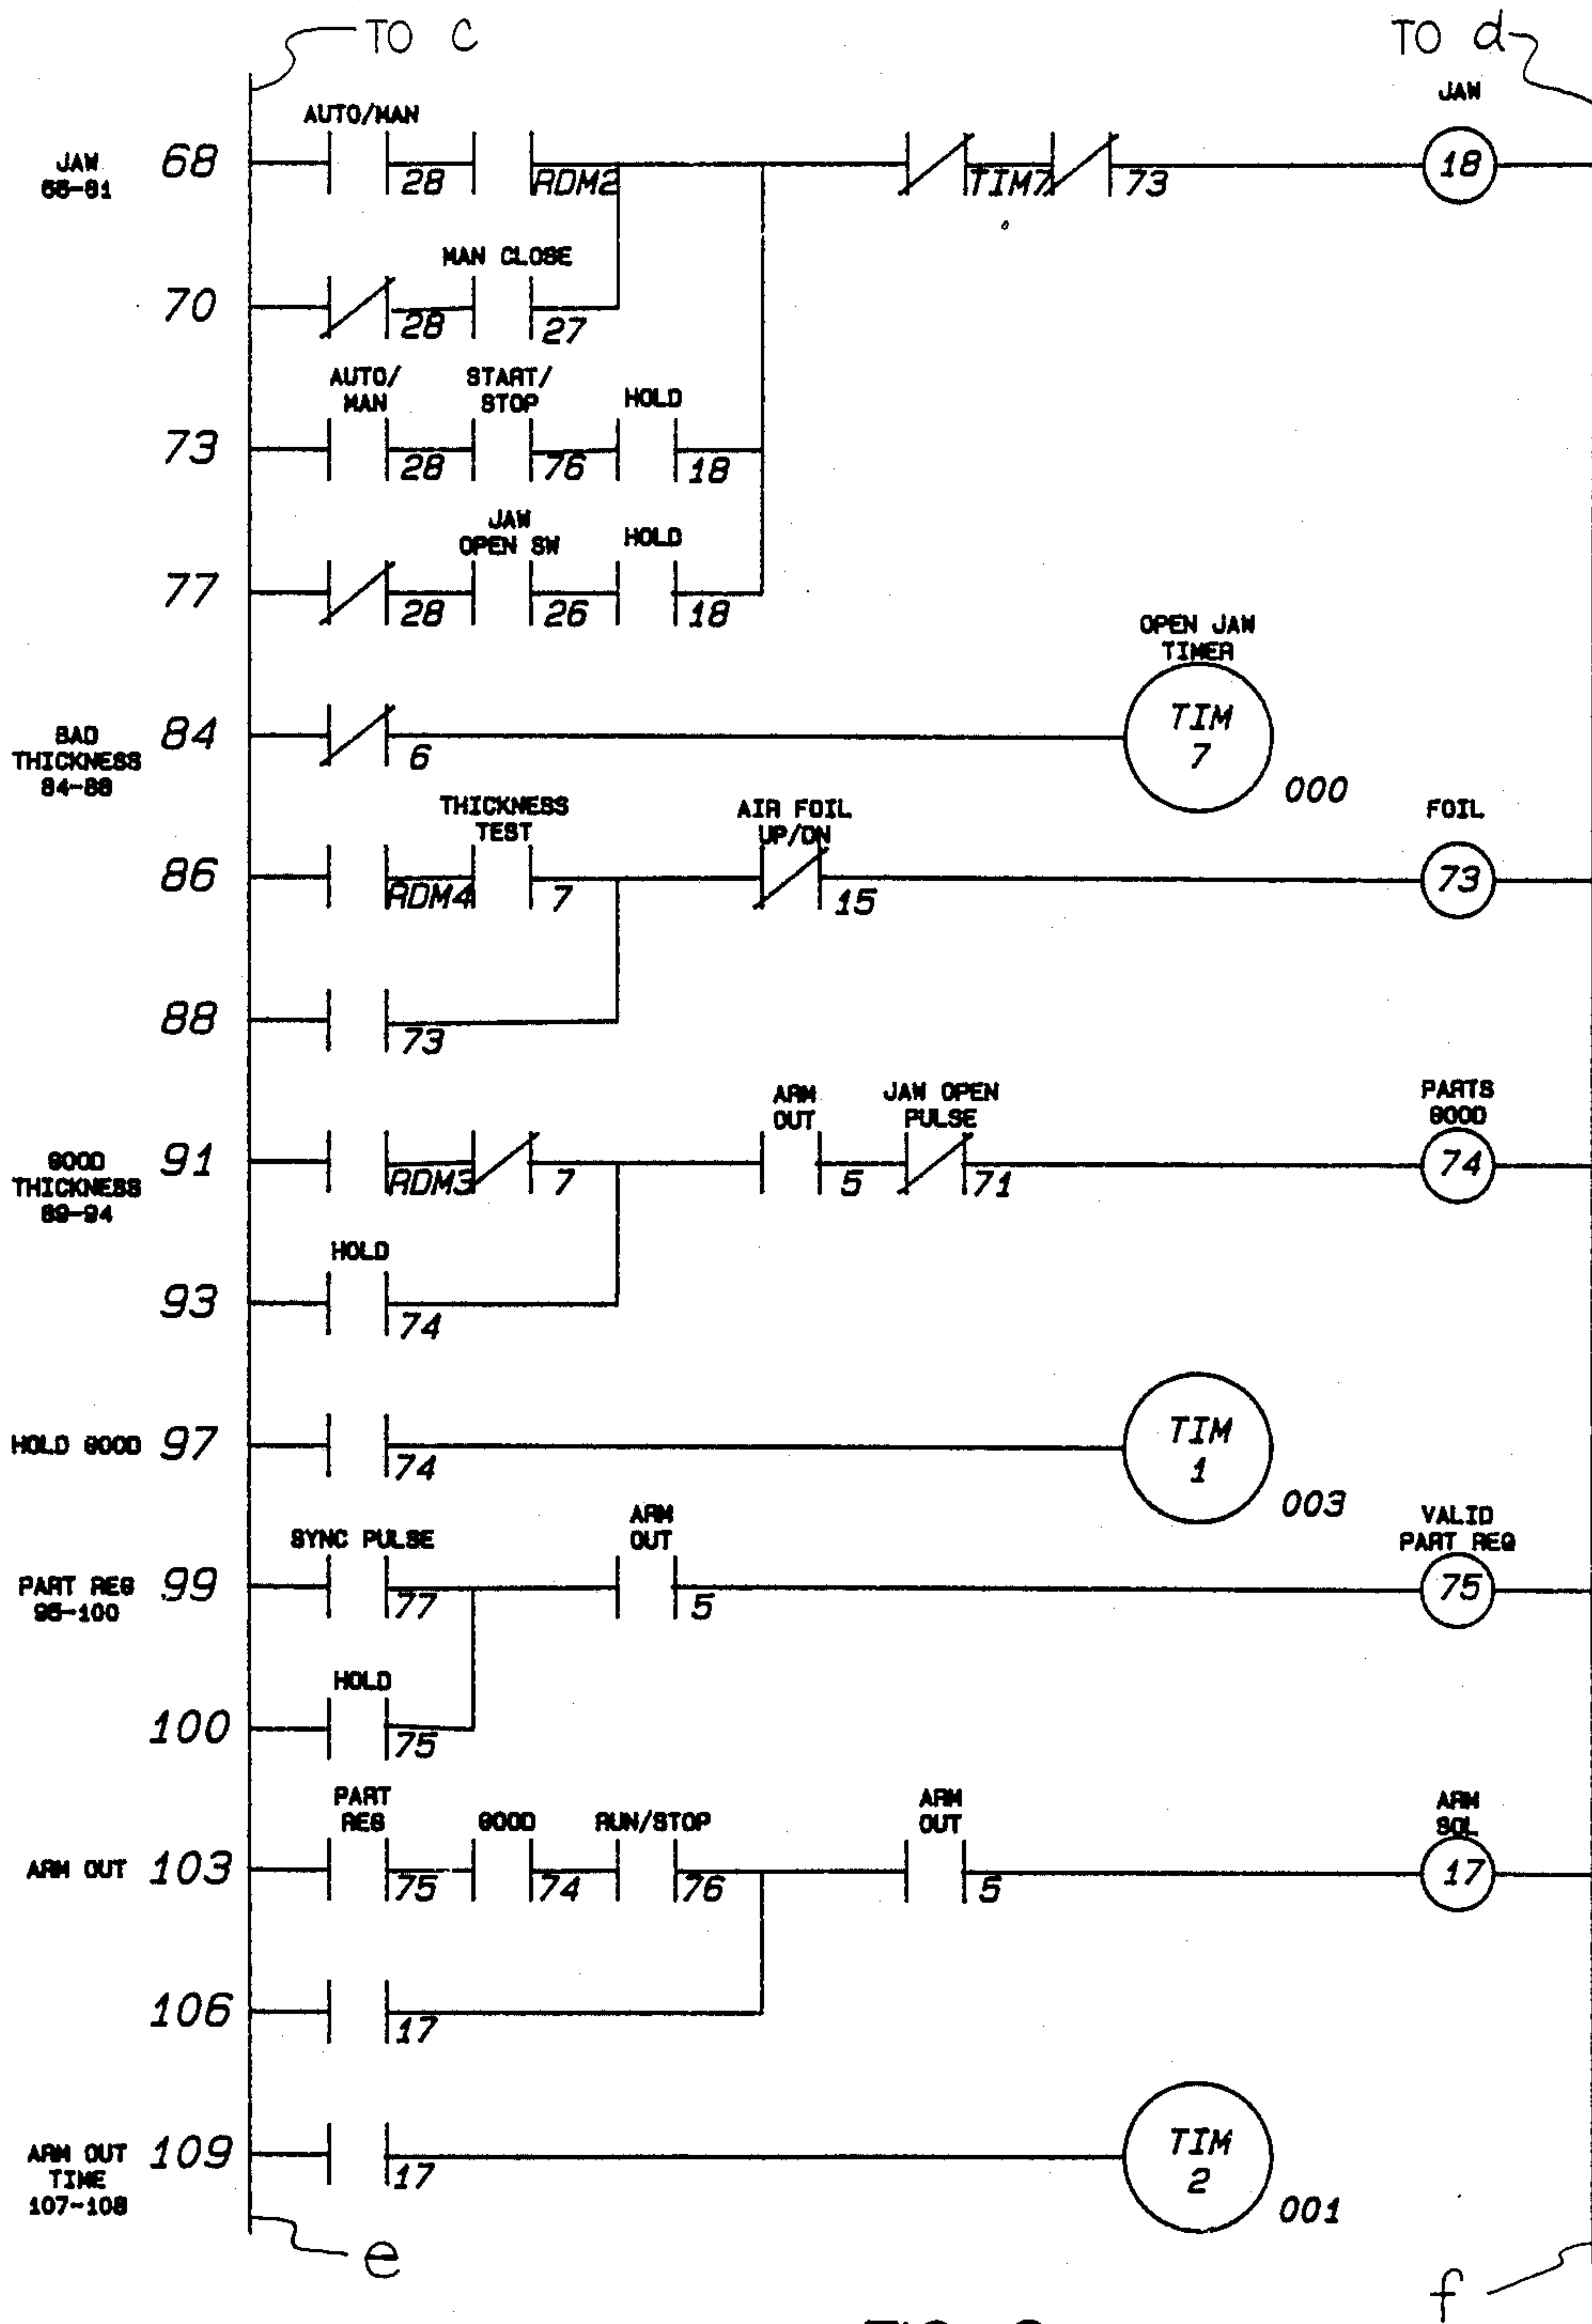 TO c
TO d
JAW
AUTO/MAN
JAW 68
28
RDM2
TIM7
73
18
MAN CLOSE
70
28
27
AUTO/
MAN
START/
STOP
HOLD
73
28
76
18
JAW
OPEN SW
HOLD
77
28
26
18
OPEN JAW
TIMER
BAD
THICKNESS
84-88
84
6
TIM
7
000
THICKNESS
TEST
AIR FOIL
UP/DN
FOIL
86
RDM4
7
15
73
88
73
ARM
OUT
JAW OPEN
PULSE
PARTS
GOOD
GOOD
THICKNESS
89-94
91
RDM3
7
5
71
74
HOLD
93
74
HOLD GOOD 97
74
TIM
1
003
SYNC PULSE
ARM
OUT
VALID
PART REG
PART REG
95-100
99
77
5
75
HOLD
100
75
PART
REG
GOOD
RUN/STOP
ARM
OUT
ARM
SOL
ARM OUT 103
75
74
76
5
17
106
17
ARM OUT
TIME
107-108
109
17
TIM
2
001
e
f